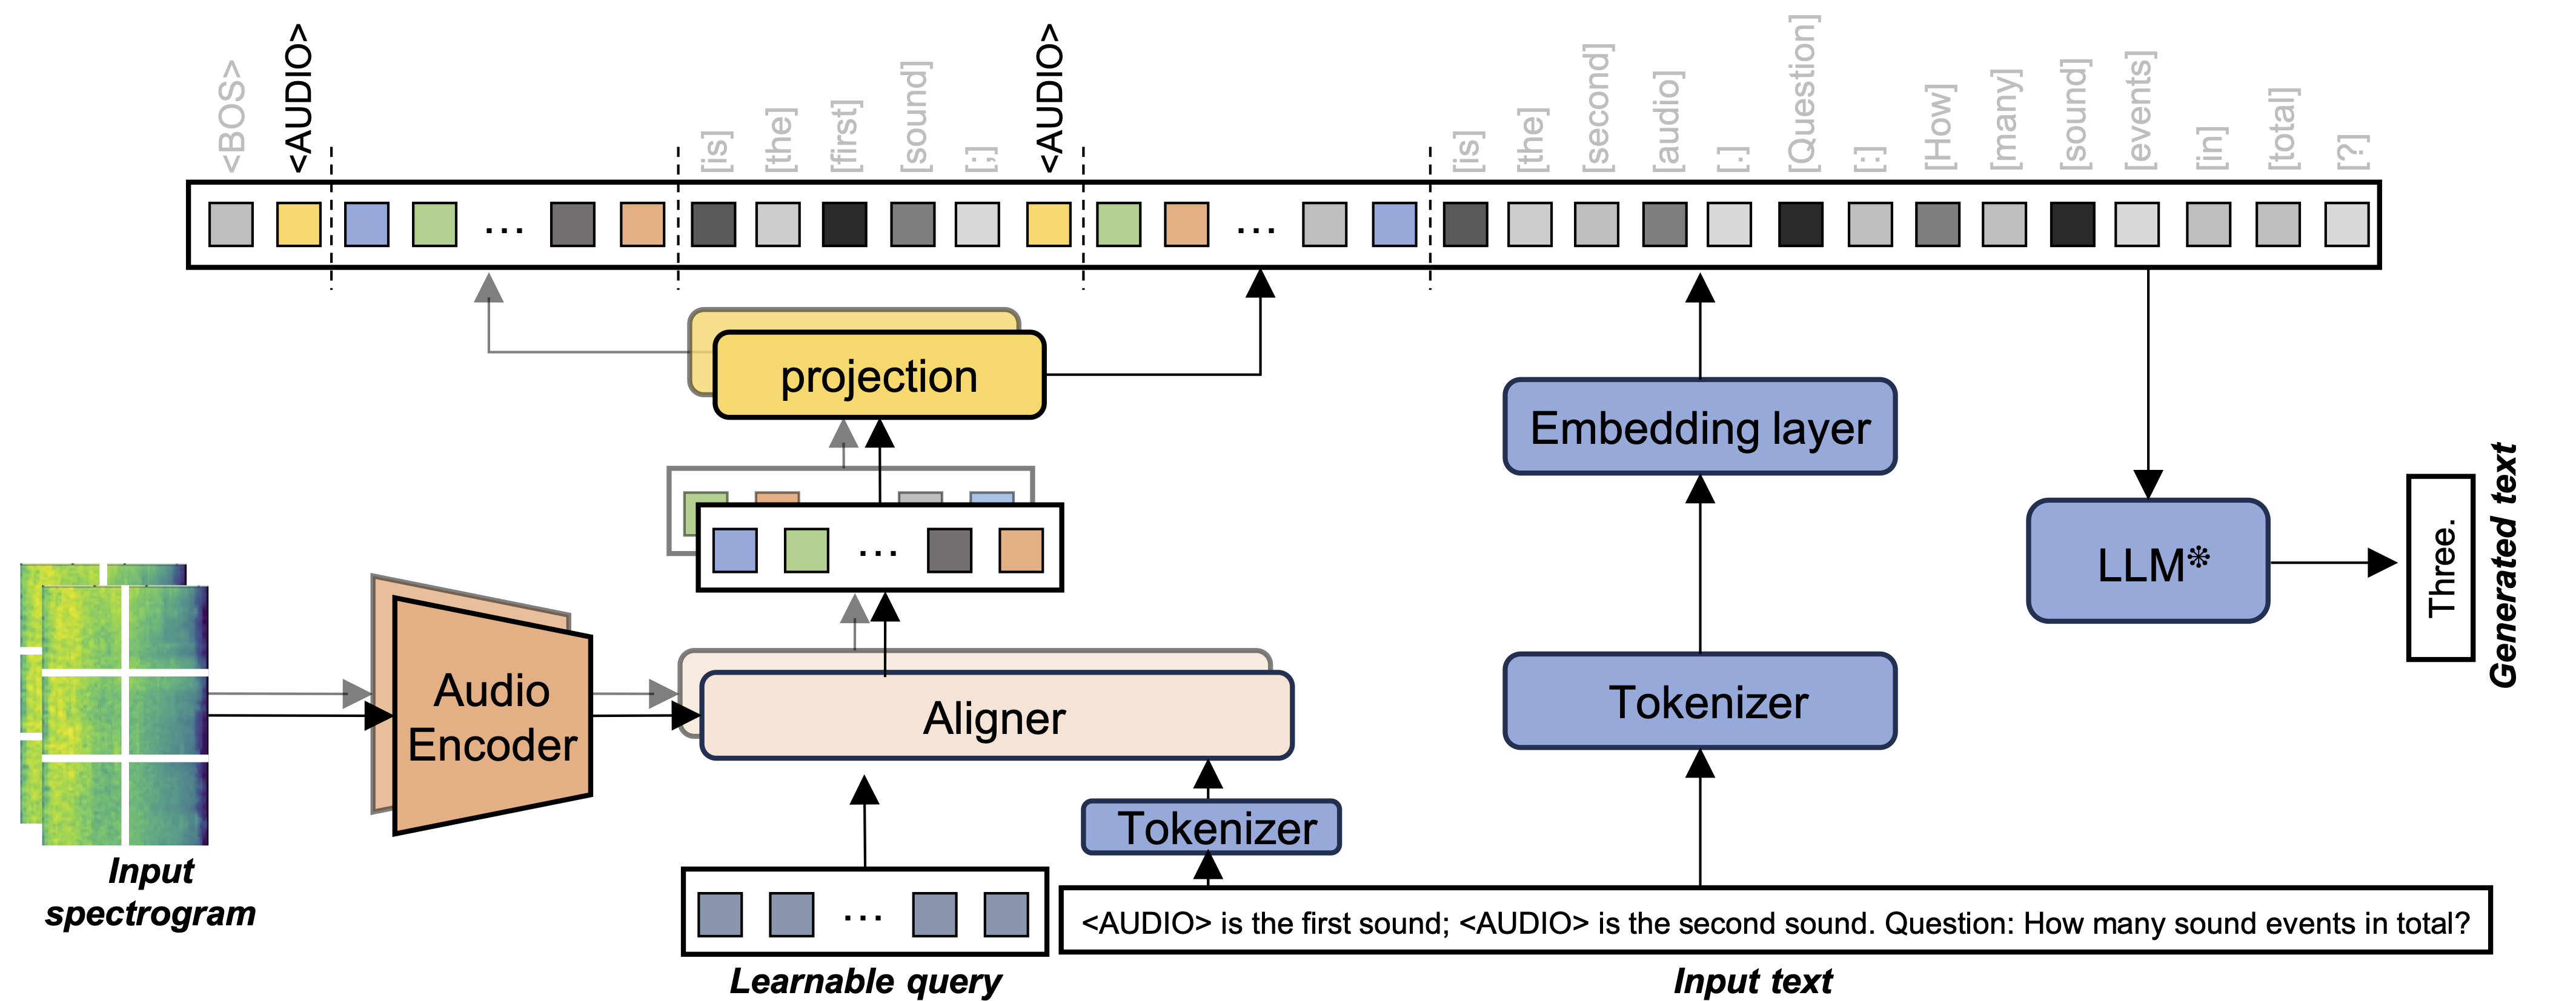 <BOS> <AUDIO> [is] [the] [first] [sound] [;] <AUDIO> [is] [the] [second] [audio] [.] [Question] [:] [How] [many] [sound] [events] [in] [total] [?]
...
...
projection
Embedding layer
...
LLM*
Three.
Generated text
Audio
Encoder
Aligner
Tokenizer
Tokenizer
Input
spectrogram
...
Learnable query
<AUDIO> is the first sound; <AUDIO> is the second sound. Question: How many sound events in total?
Input text